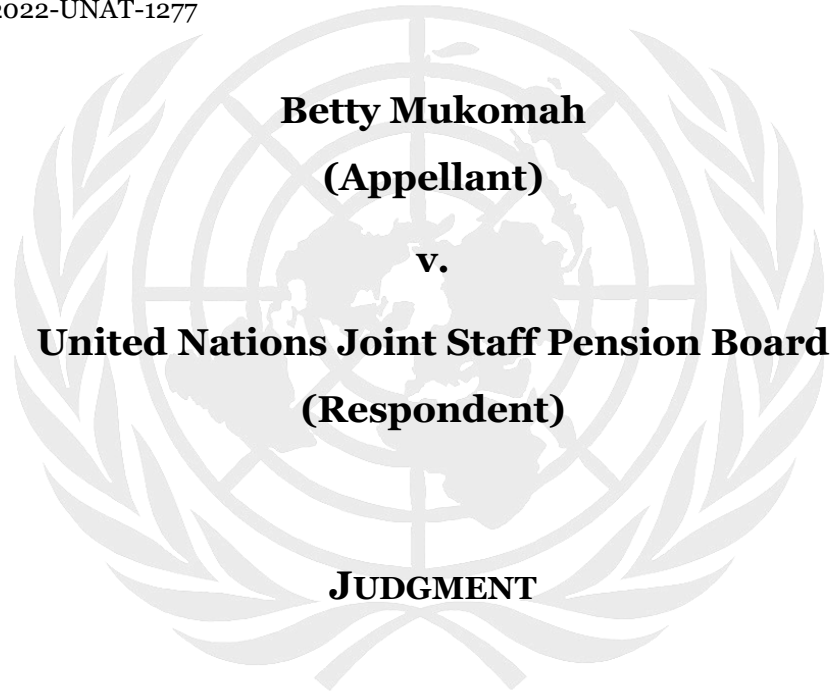 2022-UNAT-1277
Betty Mukomah
(Appellant)
v.
United Nations Joint Staff Pension Board
(Respondent)
JUDGMENT